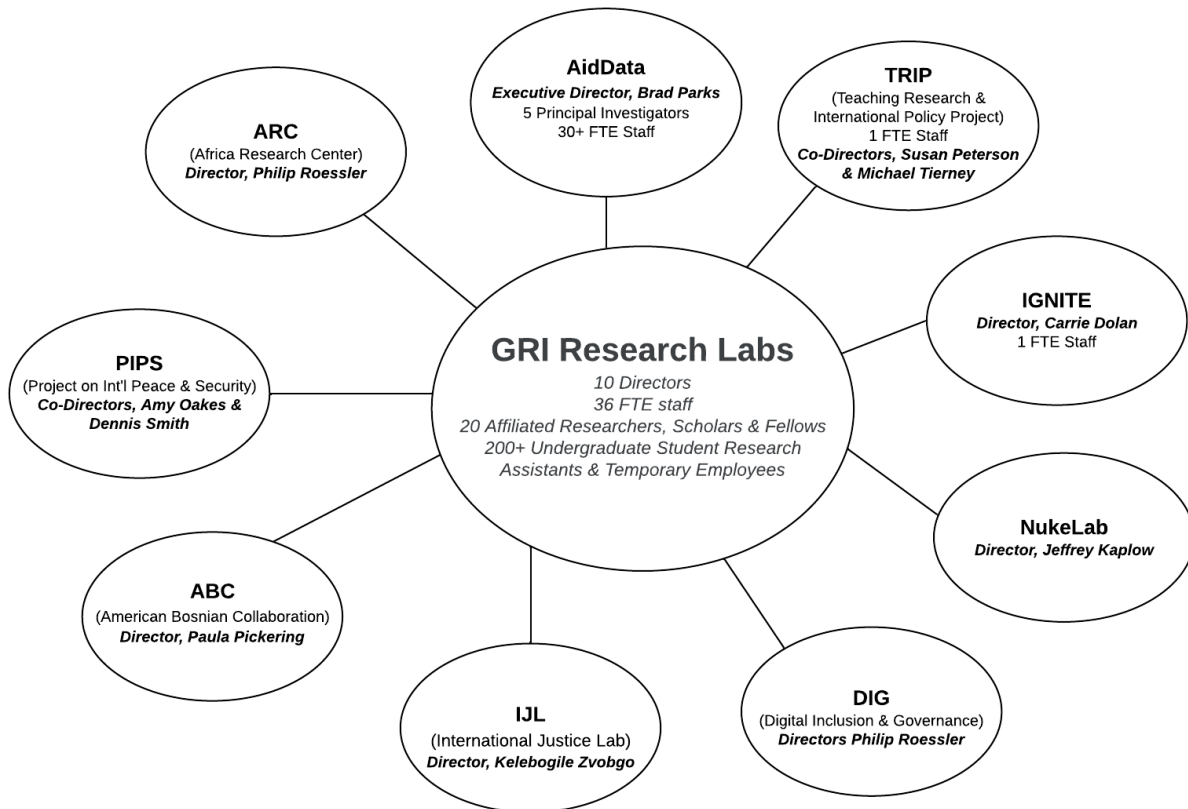 AidData
Executive Director, Brad Parks
5 Principal Investigators
30+ FTE Staff
TRIP
(Teaching Research &
International Policy Project)
1 FTE Staff
Co-Directors, Susan Peterson
& Michael Tierney
ARC
(Africa Research Center)
Director, Philip Roessler
IGNITE
Director, Carrie Dolan
1 FTE Staff
GRI Research Labs
10 Directors
36 FTE staff
20 Affiliated Researchers, Scholars & Fellows
200+ Undergraduate Student Research
Assistants & Temporary Employees
PIPS
(Project on Int'l Peace & Security)
Co-Directors, Amy Oakes &
Dennis Smith
NukeLab
Director, Jeffrey Kaplow
ABC
(American Bosnian Collaboration)
Director, Paula Pickering
IJL
(International Justice Lab)
Director, Kelebogile Zvobgo
DIG
(Digital Inclusion & Governance)
Directors Philip Roessler